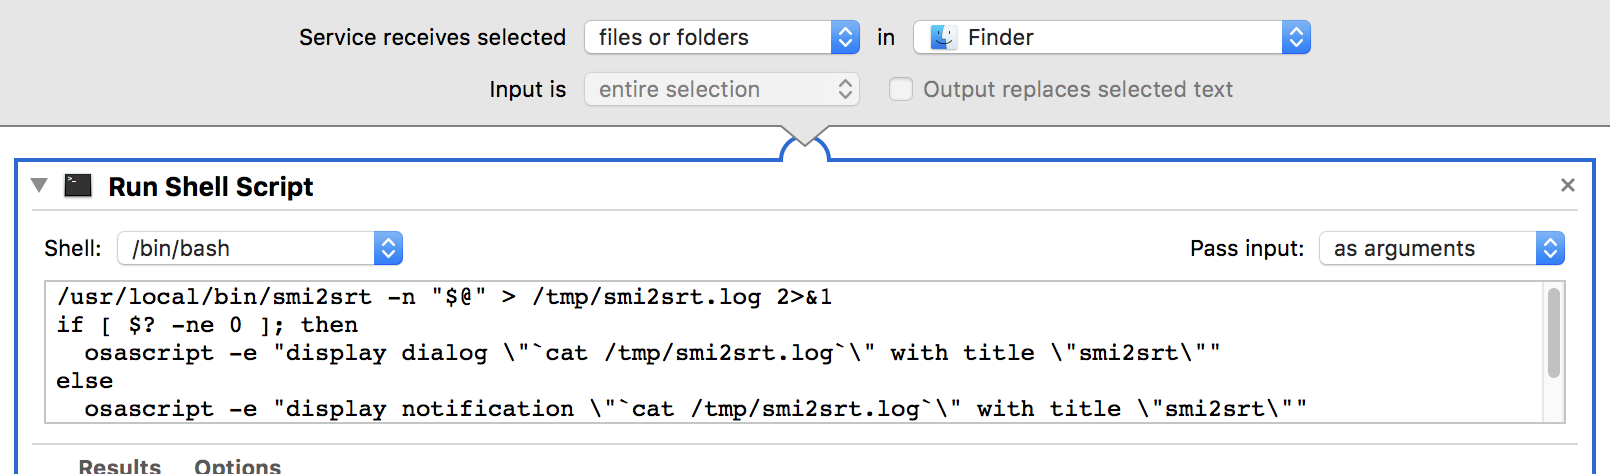 Service receives selected files or folders in Finder
Input is entire selection Output replaces selected text
Run Shell Script
Shell: /bin/bash Pass input: as arguments
/usr/local/bin/smi2srt -n "$@" > /tmp/smi2srt.log 2>&1
if [ $? -ne 0 ]; then
  osascript -e "display dialog \"`cat /tmp/smi2srt.log`\" with title \"smi2srt\""
else
  osascript -e "display notification \"`cat /tmp/smi2srt.log`\" with title \"smi2srt\""
Results Options